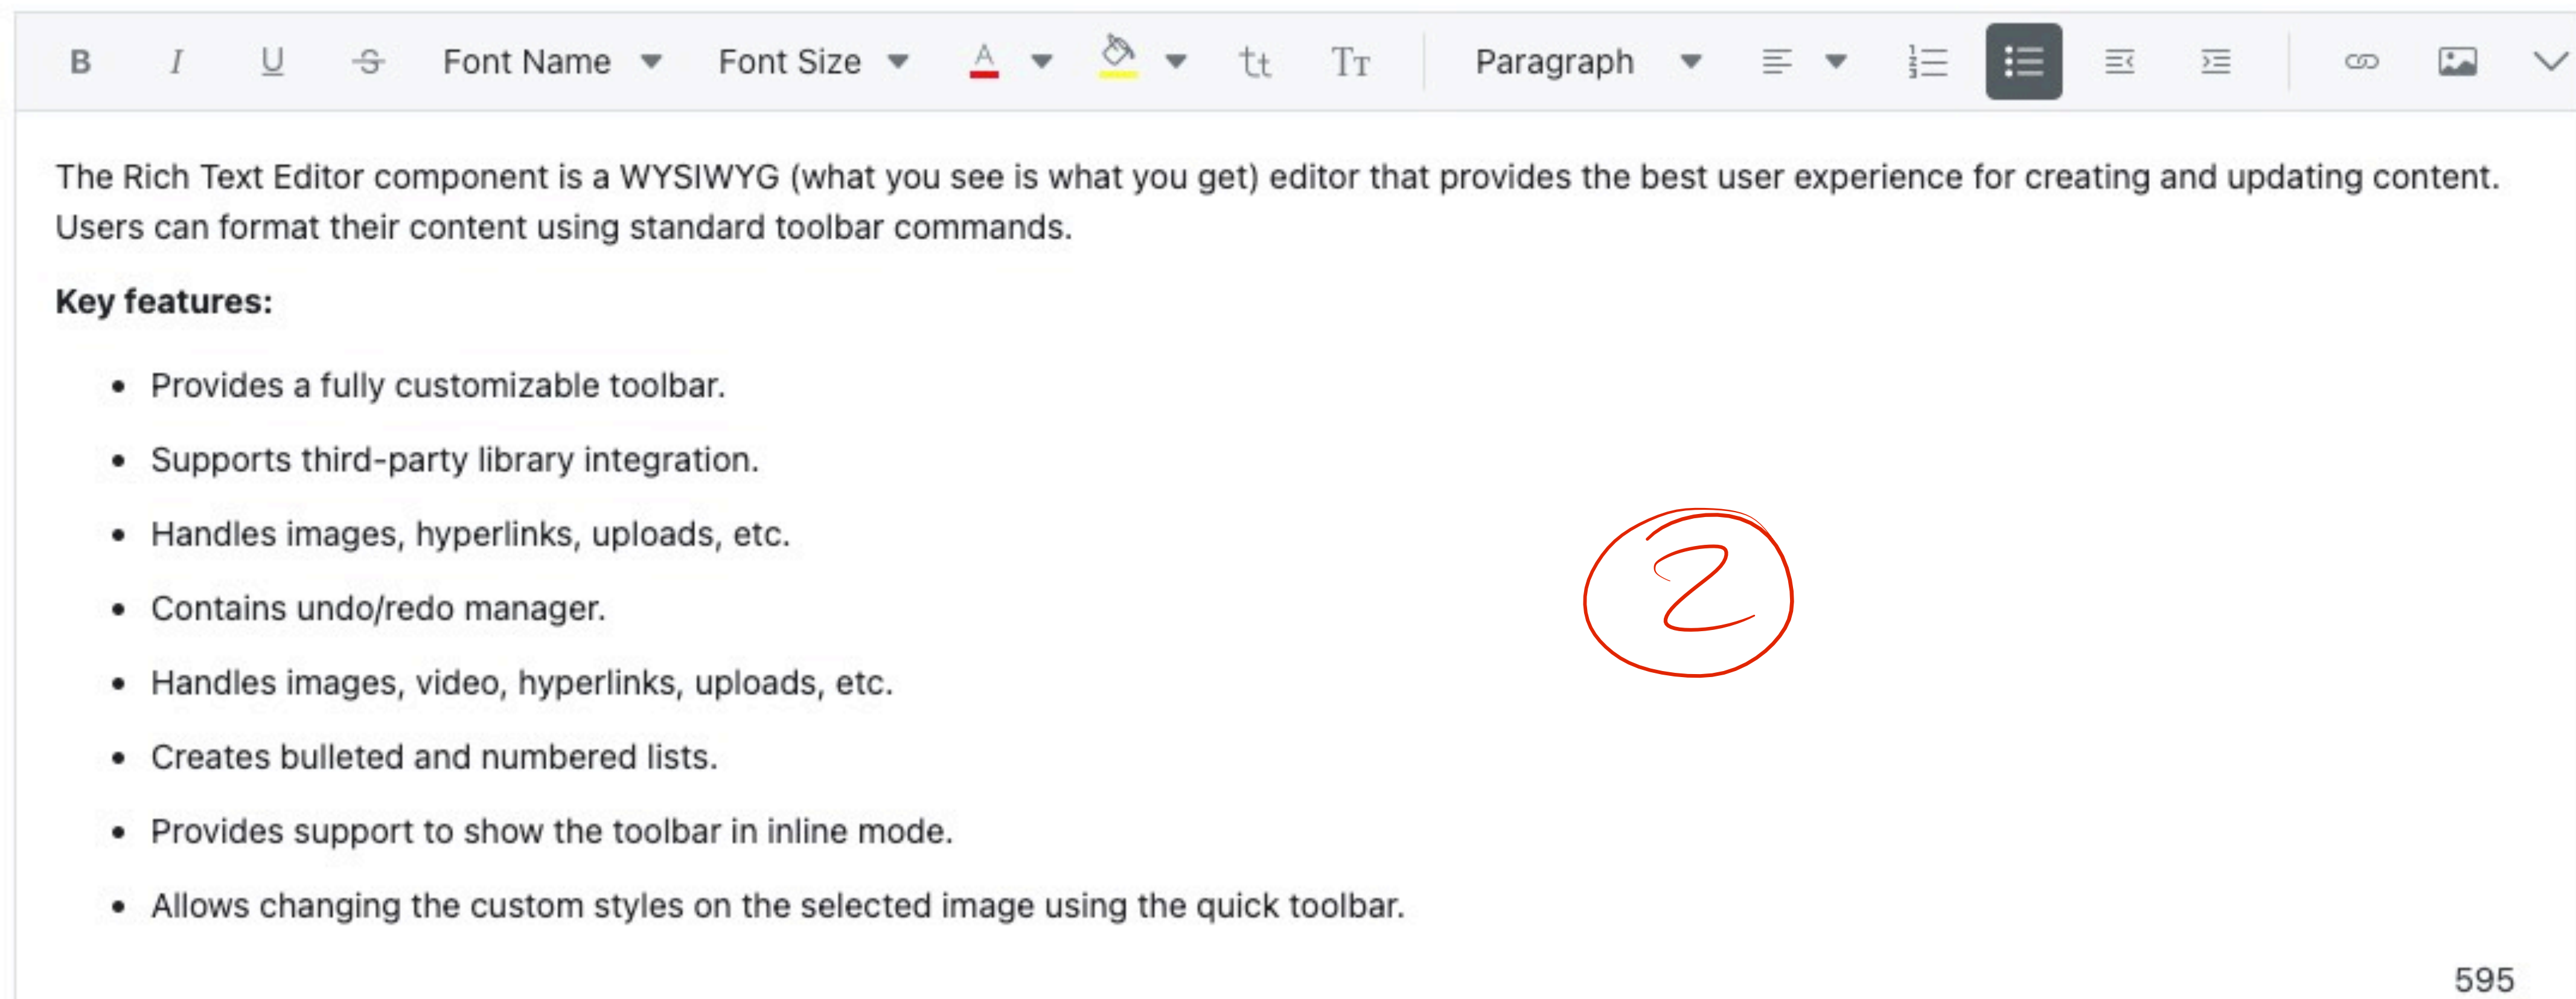 B I U S Font Name Font Size A tt TT Paragraph
The Rich Text Editor component is a WYSIWYG (what you see is what you get) editor that provides the best user experience for creating and updating content.
Users can format their content using standard toolbar commands.
Key features:
• Provides a fully customizable toolbar.
• Supports third-party library integration.
• Handles images, hyperlinks, uploads, etc.
• Contains undo/redo manager.
• Handles images, video, hyperlinks, uploads, etc.
• Creates bulleted and numbered lists.
• Provides support to show the toolbar in inline mode.
• Allows changing the custom styles on the selected image using the quick toolbar.
2
595